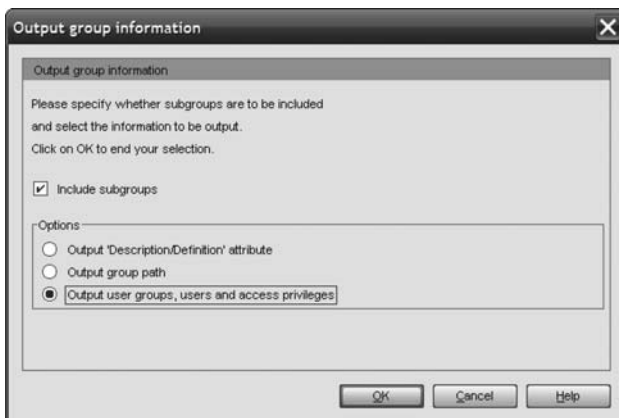 Output group information
Output group information
Please specify whether subgroups are to be included
and select the information to be output.
Click on OK to end your selection.
Include subgroups
Options
Output 'Description/Definition' attribute
Output group path
Output user groups, users and access privileges
OK
Cancel
Help